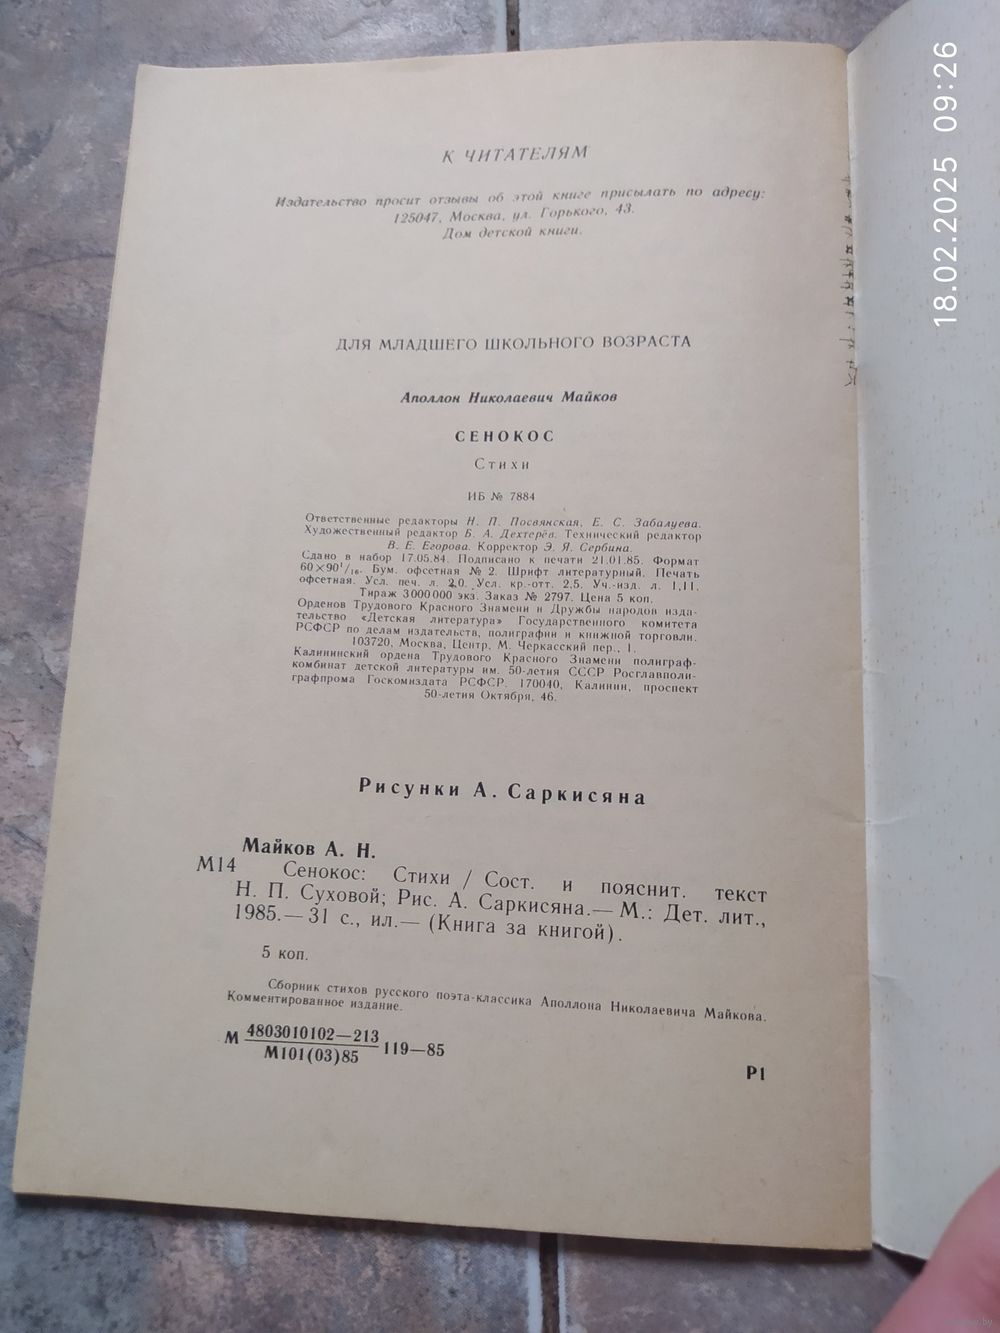 К ЧИТАТЕЛЯМ
Издательство просит отзывы об этой книге присылать по адресу:
125047, Москва, ул. Горького, 43.
Дом детской книги.
ДЛЯ МЛАДШЕГО ШКОЛЬНОГО ВОЗРАСТА
Аполлон Николаевич Майков
СЕНОКОС
Стихи
ИБ № 7884
Ответственные редакторы Н. П. Посвянская, Е. С. Забалуева.
Художественный редактор Б. А. Дехтерёв. Технический редактор
В. Е. Егорова. Корректор Э. Я. Сербина.
Сдано в набор 17.05.84. Подписано к печати 21.01.85. Формат
60×90¹/₁₆. Бум. офсетная № 2. Шрифт литературный. Печать
офсетная. Усл. печ. л. 2,0. Усл. кр.-отт. 2,5. Уч.-изд. л. 1,11.
Тираж 3000000 экз. Заказ № 2797. Цена 5 коп.
Орденов Трудового Красного Знамени и Дружбы народов изда-
тельство «Детская литература» Государственного комитета
РСФСР по делам издательств, полиграфии и книжной торговли.
103720, Москва, Центр, М. Черкасский пер., 1.
Калининский ордена Трудового Красного Знамени полиграф-
комбинат детской литературы им. 50-летия СССР Росглавполи-
графпрома Госкомиздата РСФСР. 170040, Калинин, проспект
50-летия Октября, 46.
Рисунки А. Саркисяна
Майков А. Н.
М14 Сенокос: Стихи / Сост. и пояснит. текст
Н. П. Суховой; Рис. А. Саркисяна.— М.: Дет. лит.,
1985.— 31 с., ил.— (Книга за книгой).
5 коп.
Сборник стихов русского поэта-классика Аполлона Николаевича Майкова.
Комментированное издание.
М 4803010102—213
М101(03)85 119—85
Р1
18.02.2025 09:26